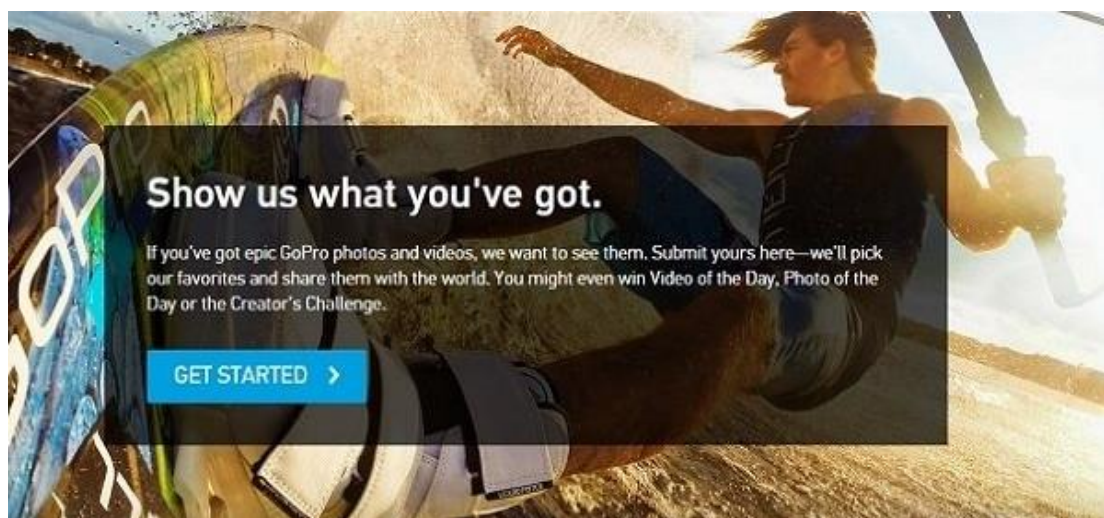 Show us what you've got.
If you've got epic GoPro photos and videos, we want to see them. Submit yours here—we'll pick
our favorites and share them with the world. You might even win Video of the Day, Photo of the
Day or the Creator's Challenge.
GET STARTED >